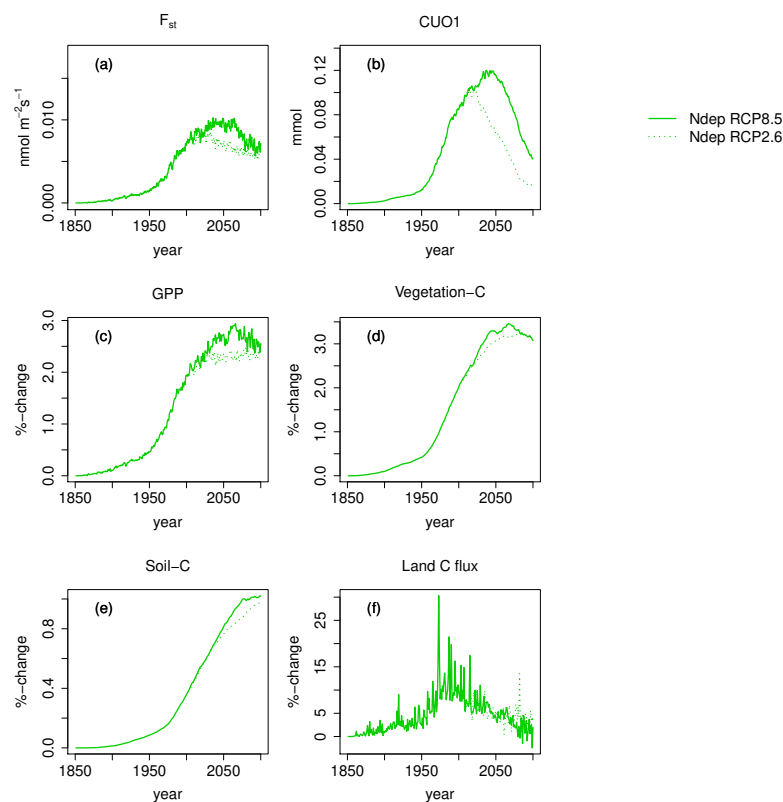 F_st
CUO1
(a)
(b)
nmol m−2s−1
0.000
0.010
mmol
0.00
0.04
0.08
0.12
Ndep RCP8.5
Ndep RCP2.6
1850
1950
2050
1850
1950
2050
year
year
GPP
Vegetation−C
(c)
(d)
%−change
0.0
1.0
2.0
3.0
%−change
0.0
1.0
2.0
3.0
1850
1950
2050
1850
1950
2050
year
year
Soil−C
Land C flux
(e)
(f)
%−change
0.0
0.4
0.8
%−change
0
5
15
25
1850
1950
2050
1850
1950
2050
year
year